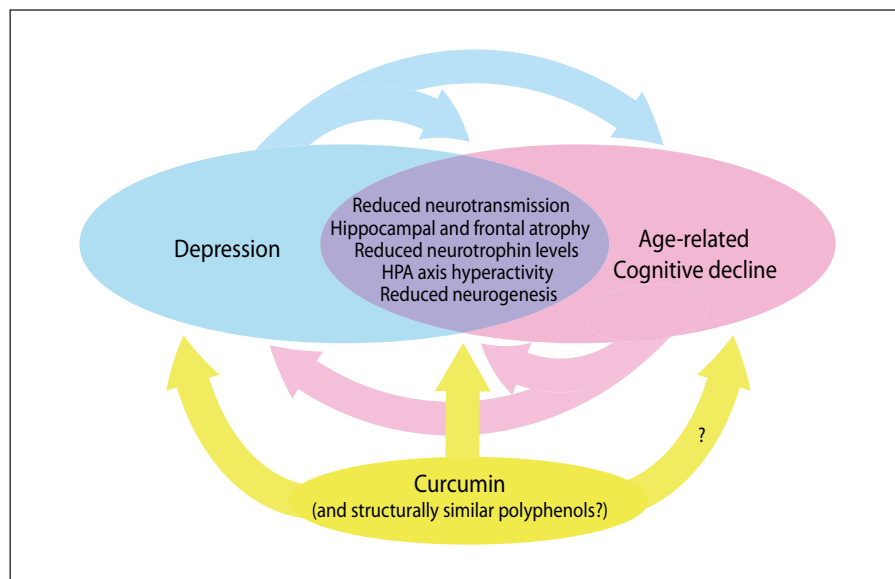 Depression
Reduced neurotransmission
Hippocampal and frontal atrophy
Reduced neurotrophin levels
HPA axis hyperactivity
Reduced neurogenesis
Age-related
Cognitive decline
?
Curcumin
(and structurally similar polyphenols?)